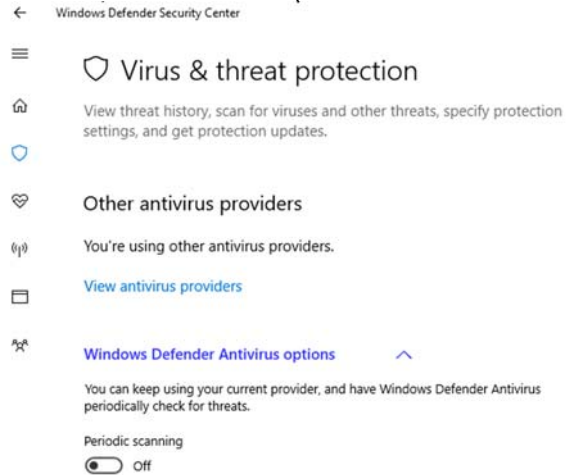 Windows Defender Security Center
Virus & threat protection
View threat history, scan for viruses and other threats, specify protection
settings, and get protection updates.
Other antivirus providers
You're using other antivirus providers.
View antivirus providers
Windows Defender Antivirus options
You can keep using your current provider, and have Windows Defender Antivirus
periodically check for threats.
Periodic scanning
Off